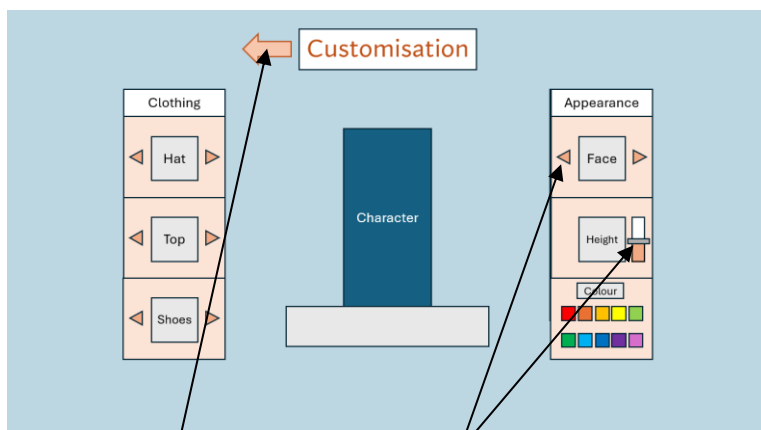 Customisation
Clothing
Hat
Top
Shoes
Character
Appearance
Face
Height
Colour